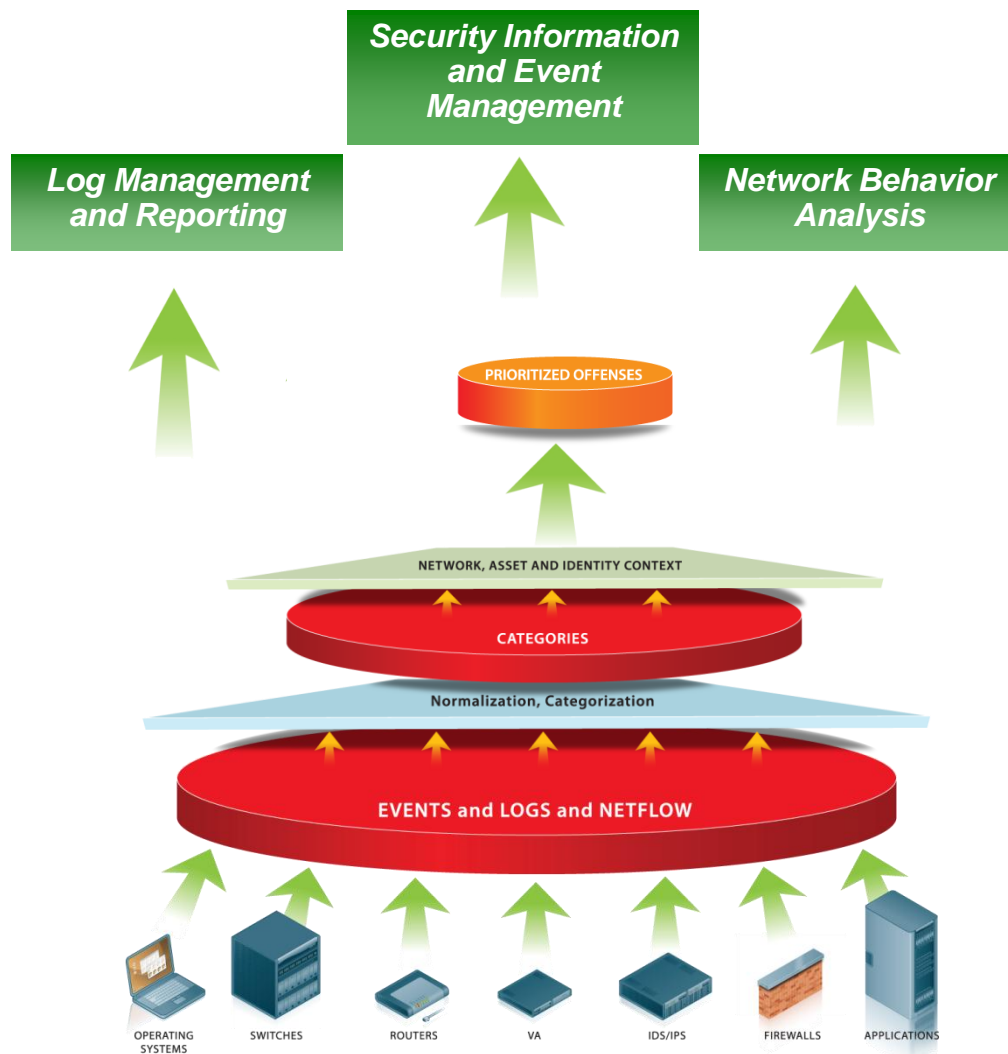 Security Information
and Event
Management
Log Management
and Reporting
Network Behavior
Analysis
PRIORITIZED OFFENSES
NETWORK, ASSET AND IDENTITY CONTEXT
CATEGORIES
Normalization, Categorization
EVENTS and LOGS and NETFLOW
OPERATING
SYSTEMS
SWITCHES
ROUTERS
VA
IDS/IPS
FIREWALLS
APPLICATIONS